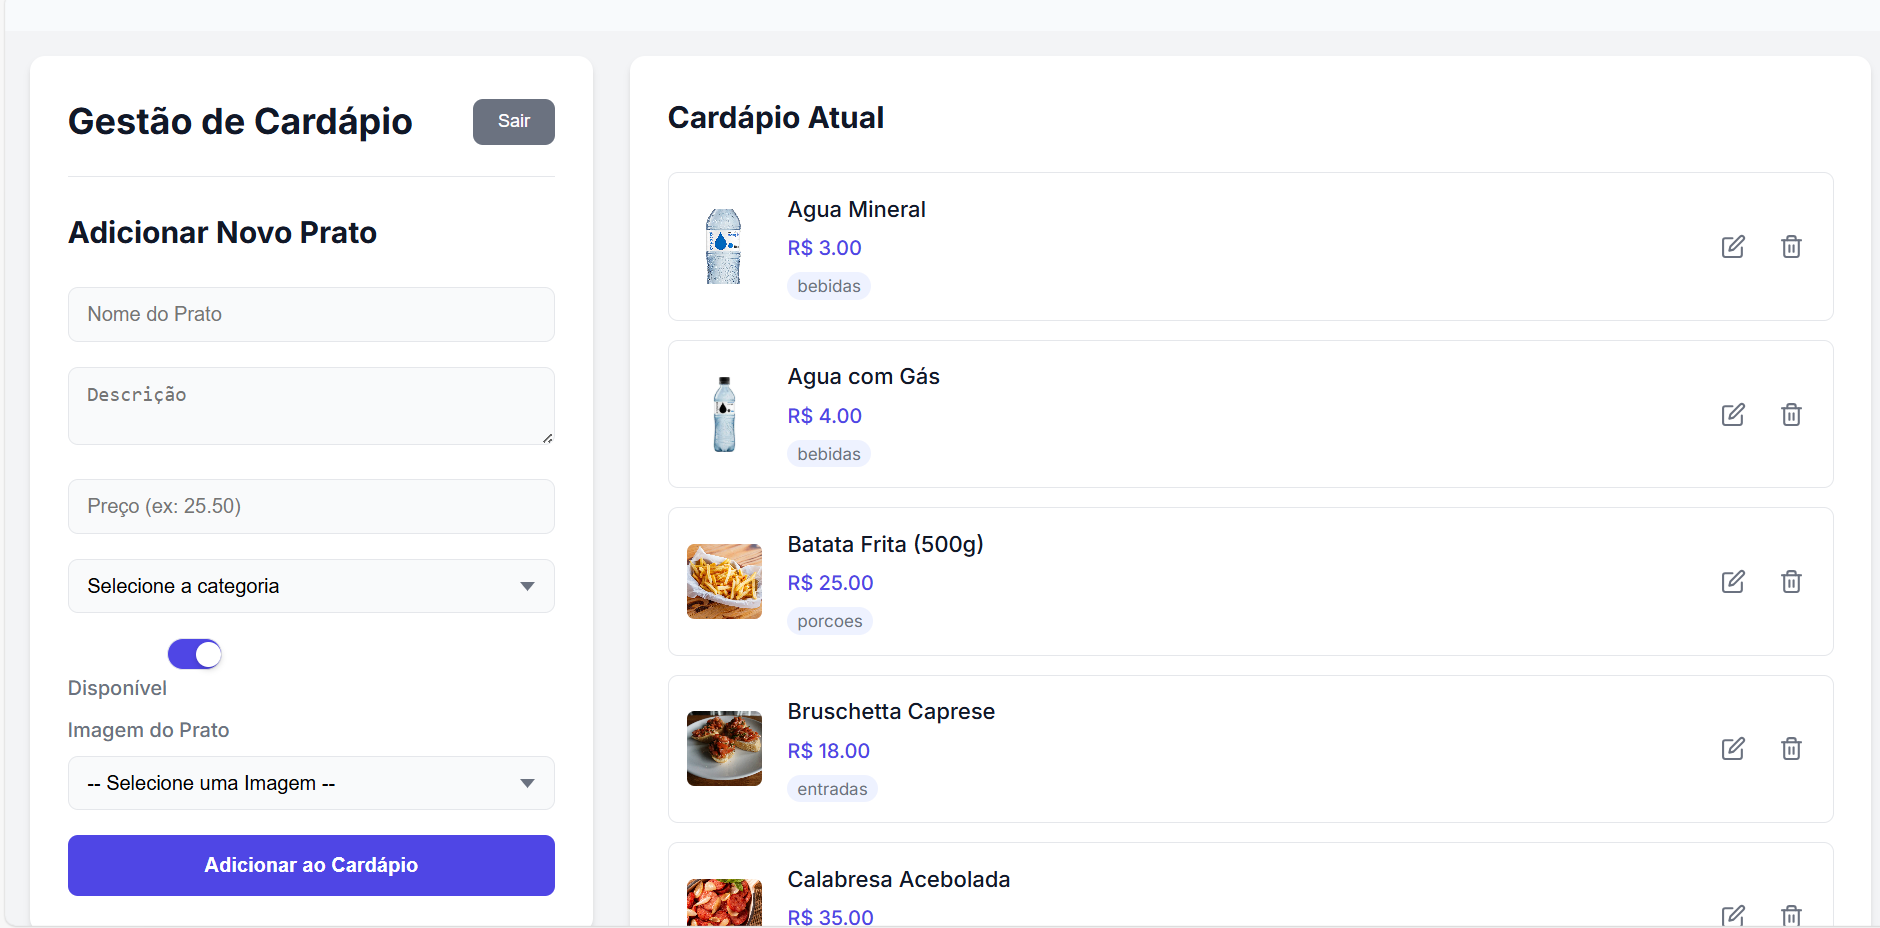 Gestão de Cardápio
Sair
Adicionar Novo Prato
Nome do Prato
Descrição
Preço (ex: 25.50)
Selecione a categoria
Disponível
Imagem do Prato
-- Selecione uma Imagem --
Adicionar ao Cardápio
Cardápio Atual
Agua Mineral
R$ 3.00
bebidas
Agua com Gás
R$ 4.00
bebidas
Batata Frita (500g)
R$ 25.00
porcoes
Bruschetta Caprese
R$ 18.00
entradas
Calabresa Acebolada
R$ 35.00